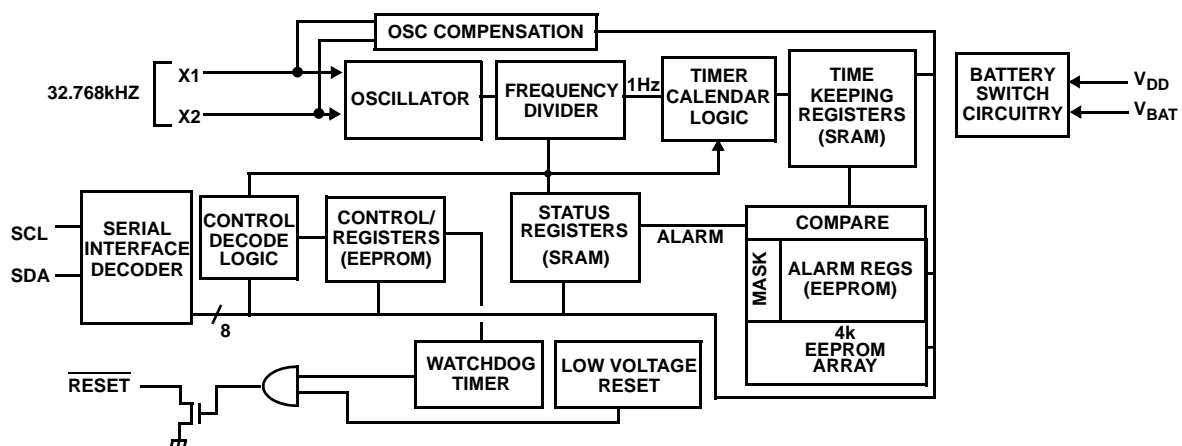 OSC COMPENSATION
32.768kHZ
X1
X2
OSCILLATOR
FREQUENCY
DIVIDER
1Hz
TIMER
CALENDAR
LOGIC
TIME
KEEPING
REGISTERS
(SRAM)
BATTERY
SWITCH
CIRCUITRY
VDD
VBAT
SCL
SDA
SERIAL
INTERFACE
DECODER
CONTROL
DECODE
LOGIC
CONTROL/
REGISTERS
(EEPROM)
STATUS
REGISTERS
(SRAM)
ALARM
COMPARE
MASK
ALARM REGS
(EEPROM)
4k
EEPROM
ARRAY
8
RESET
WATCHDOG
TIMER
LOW VOLTAGE
RESET